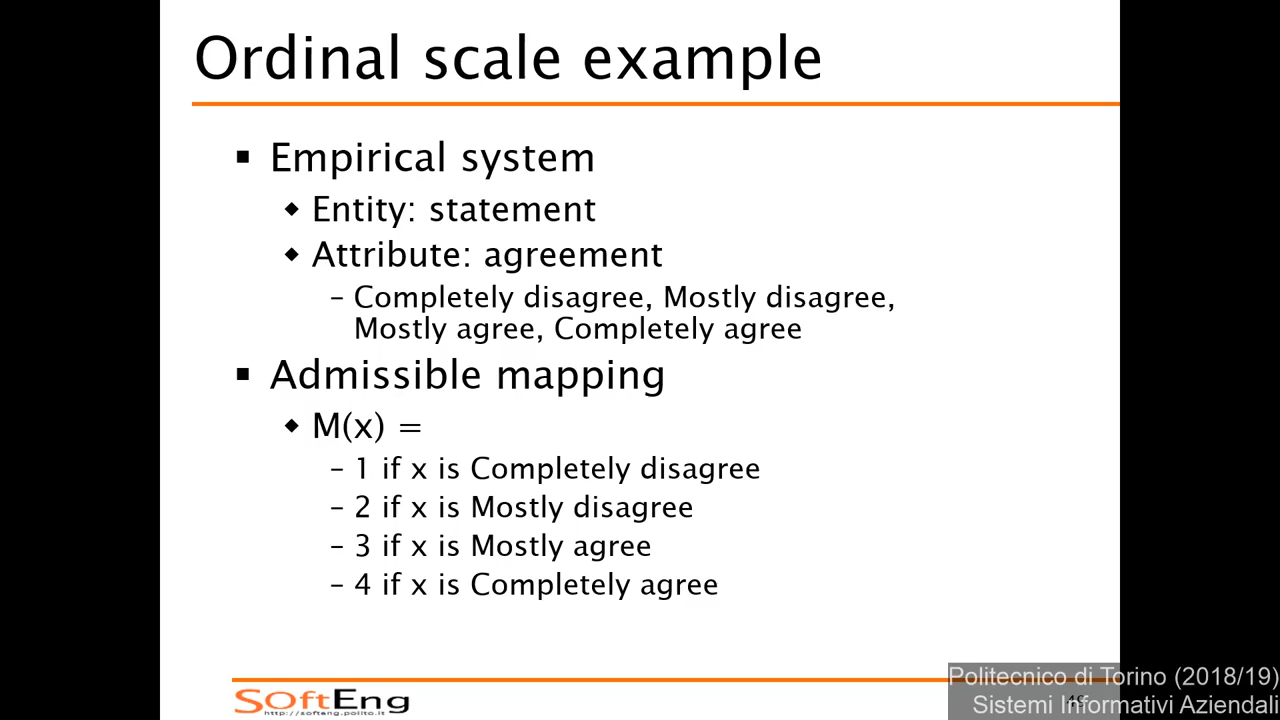 Ordinal scale example
▪ Empirical system
◆ Entity: statement
◆ Attribute: agreement
– Completely disagree, Mostly disagree,
Mostly agree, Completely agree
▪ Admissible mapping
◆ M(x) =
– 1 if x is Completely disagree
– 2 if x is Mostly disagree
– 3 if x is Mostly agree
– 4 if x is Completely agree
SoftEng
http://softeng.polito.it
Politecnico di Torino (2018/19)
Sistemi Informativi Aziendali